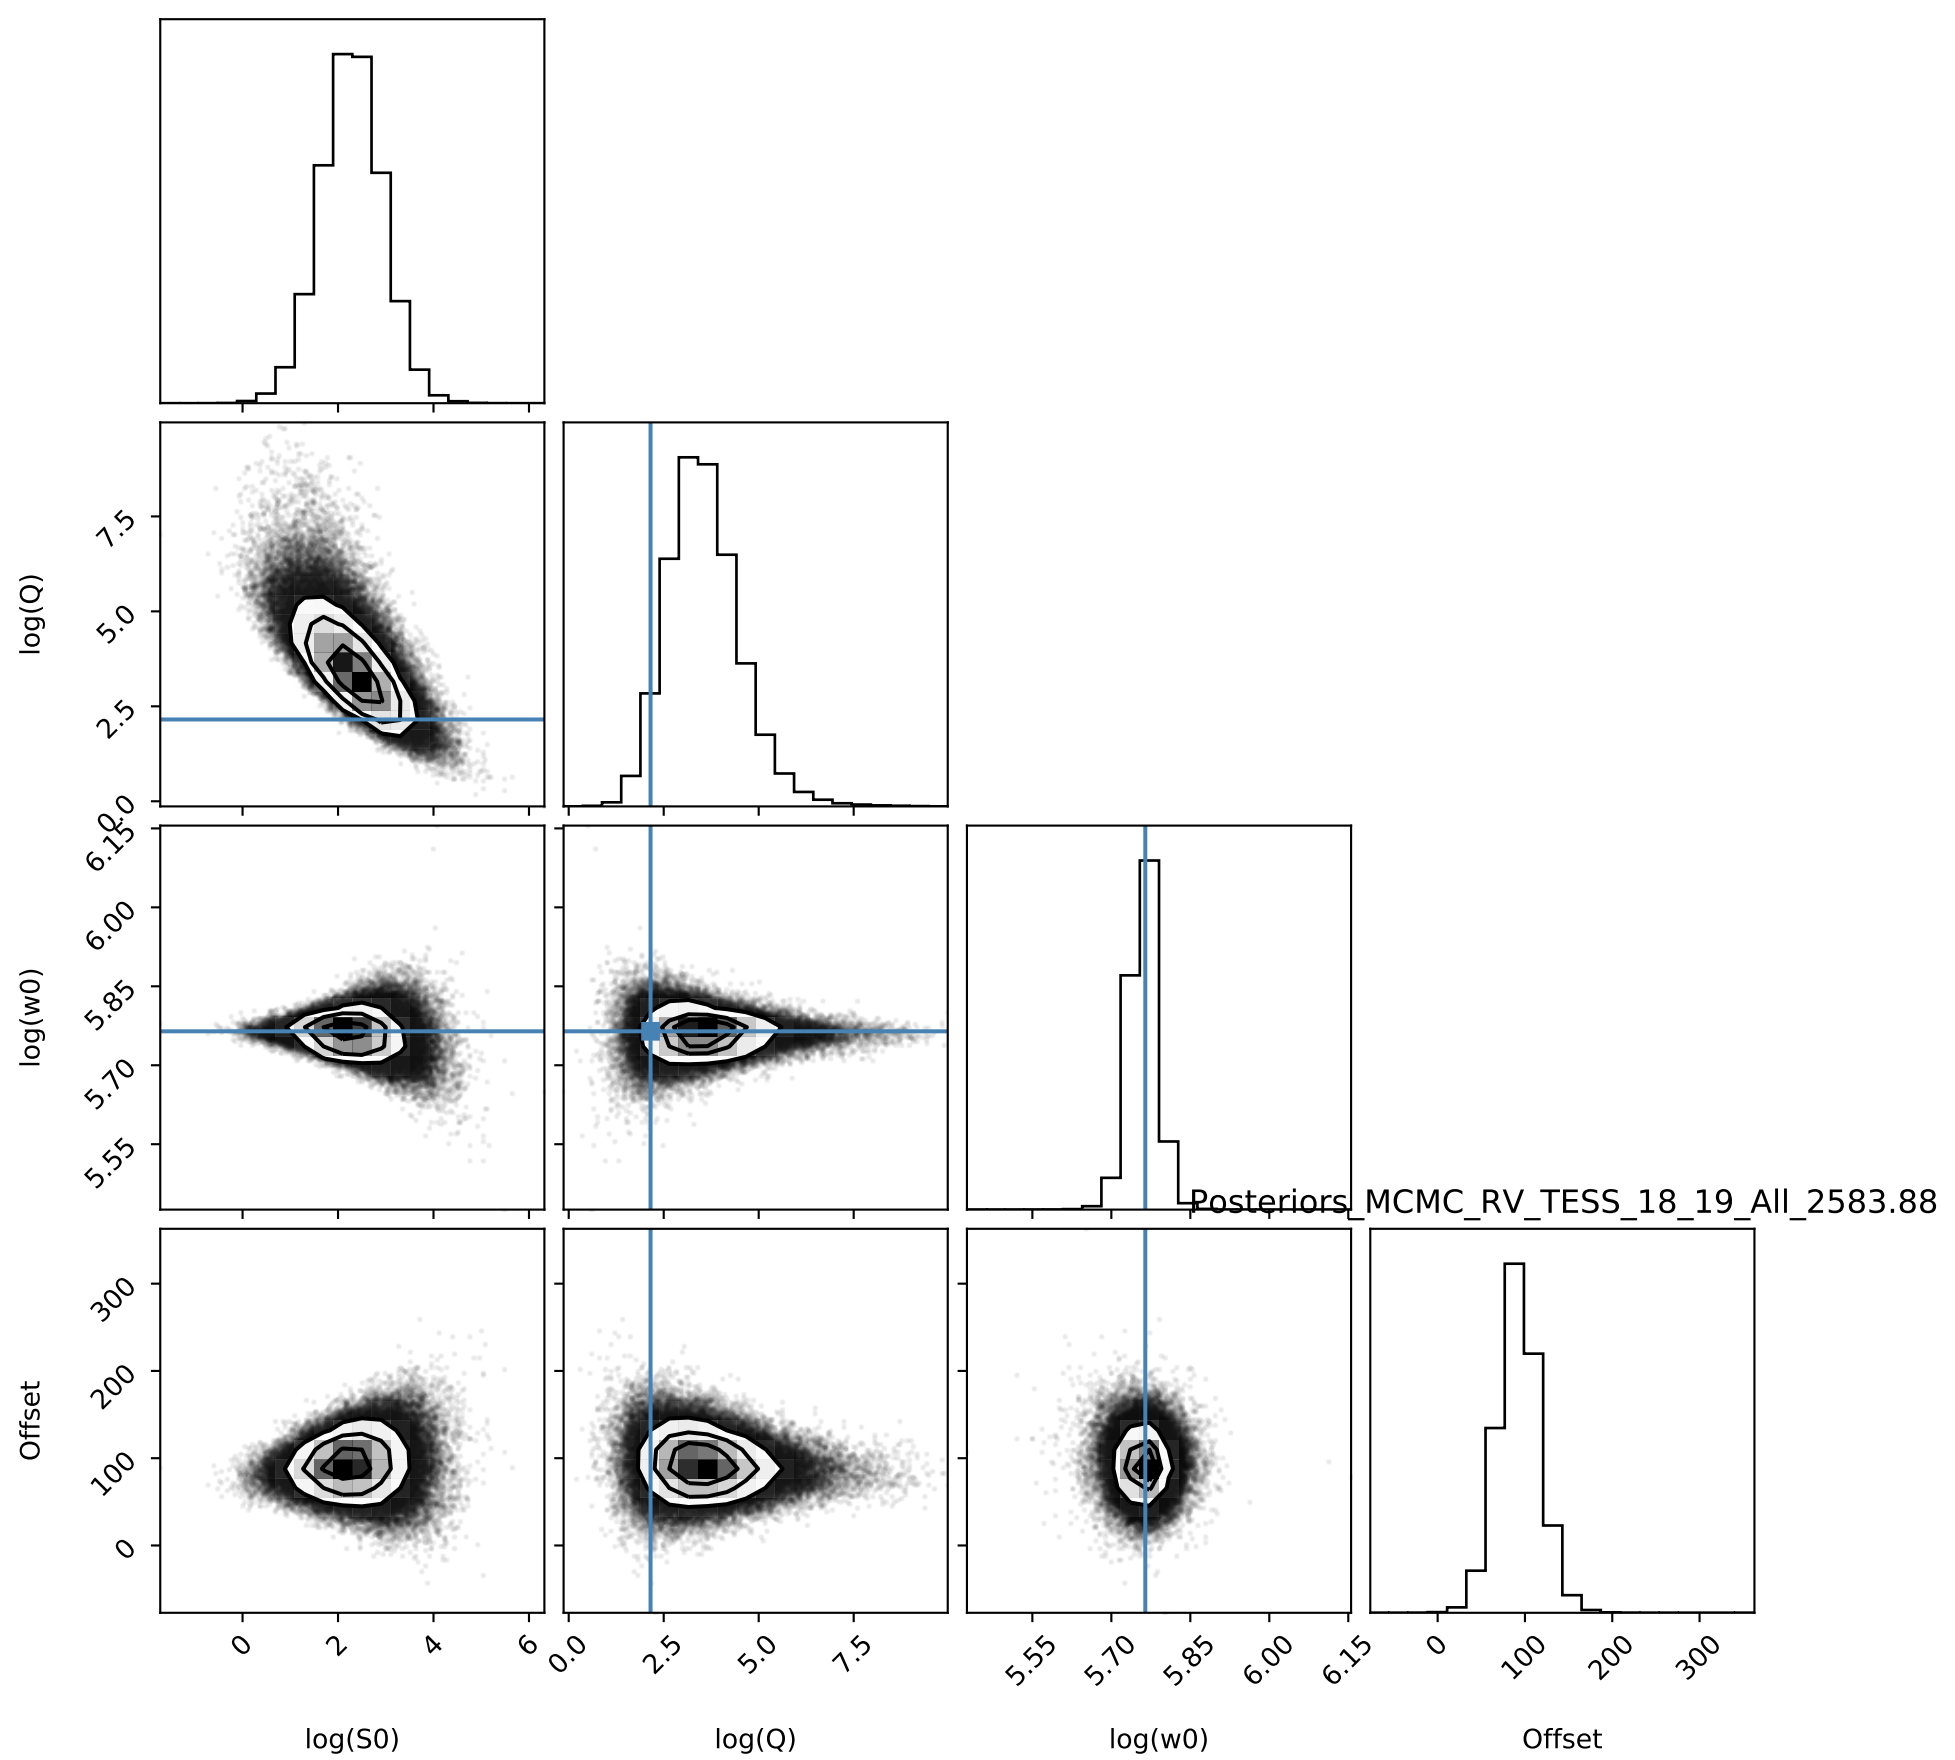 log(Q)
7.5
5.0
2.5
0.0
log(w0)
6.15
6.00
5.85
5.70
5.55
Posteriors_MCMC_RV_TESS_18_19_All_2583.88
Offset
300
200
100
0
0 2 4 6 0.0 2.5 5.0 7.5 5.55 5.70 5.85 6.00 6.15 0 100 200 300
log(S0) log(Q) log(w0) Offset